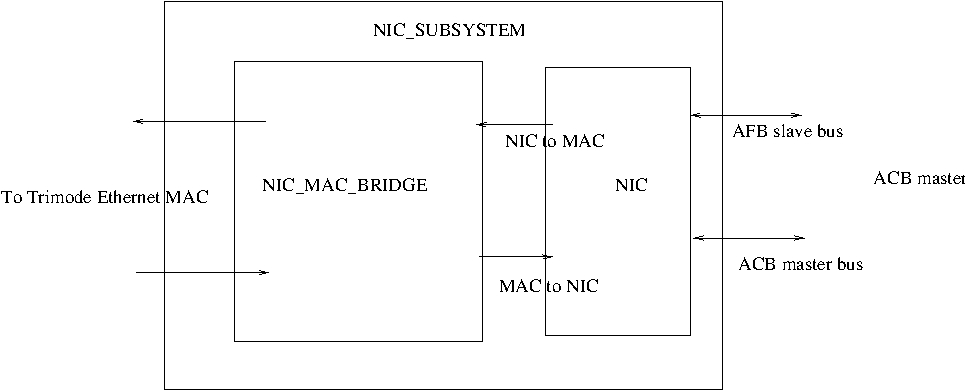 NIC_SUBSYSTEM
AFB slave bus
NIC to MAC
ACB master
NIC_MAC_BRIDGE
NIC
To Trimode Ethernet MAC
ACB master bus
MAC to NIC